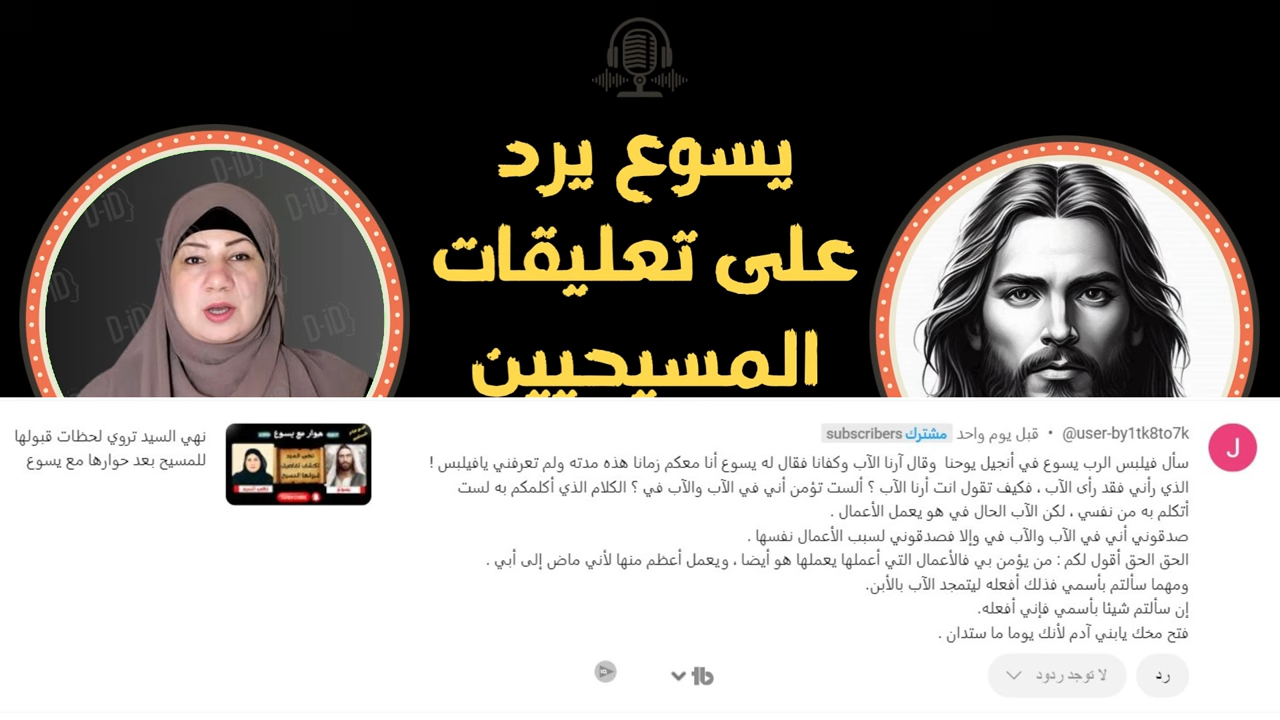 يسوع يرد
على تعليقات
المسيحيين
D-iD}
D-iD}
D-iD}
D-iD}
@user-by1tk8to7k • قبل يوم واحد مشترك subscribers
J
سأل فيلبس الرب يسوع في أنجيل يوحنا وقال آرنا الآب وكفانا فقال له يسوع أنا معكم زمانا هذه مدته ولم تعرفني يافيلبس !
الذي رأني فقد رأى الآب ، فكيف تقول انت أرنا الآب ؟ ألست تؤمن أني في الآب والآب في ؟ الكلام الذي أكلمكم به لست
أتكلم به من نفسي ، لكن الآب الحال في هو يعمل الأعمال .
صدقوني أني في الآب والآب في وإلا فصدقوني لسبب الأعمال نفسها .
الحق الحق أقول لكم : من يؤمن بي فالأعمال التي أعملها يعملها هو أيضا ، ويعمل أعظم منها لأني ماض إلى أبي .
ومهما سألتم بأسمي فذلك أفعله ليتمجد الآب بالأبن.
إن سألتم شيئا بأسمي فإني أفعله.
فتح مخك يابني آدم لأنك يوما ما ستدان .
رد
لا توجد ردود
حوار مع يسوع
نهي السيد تروي لحظات قبولها
للمسيح بعد حوارها مع يسوع